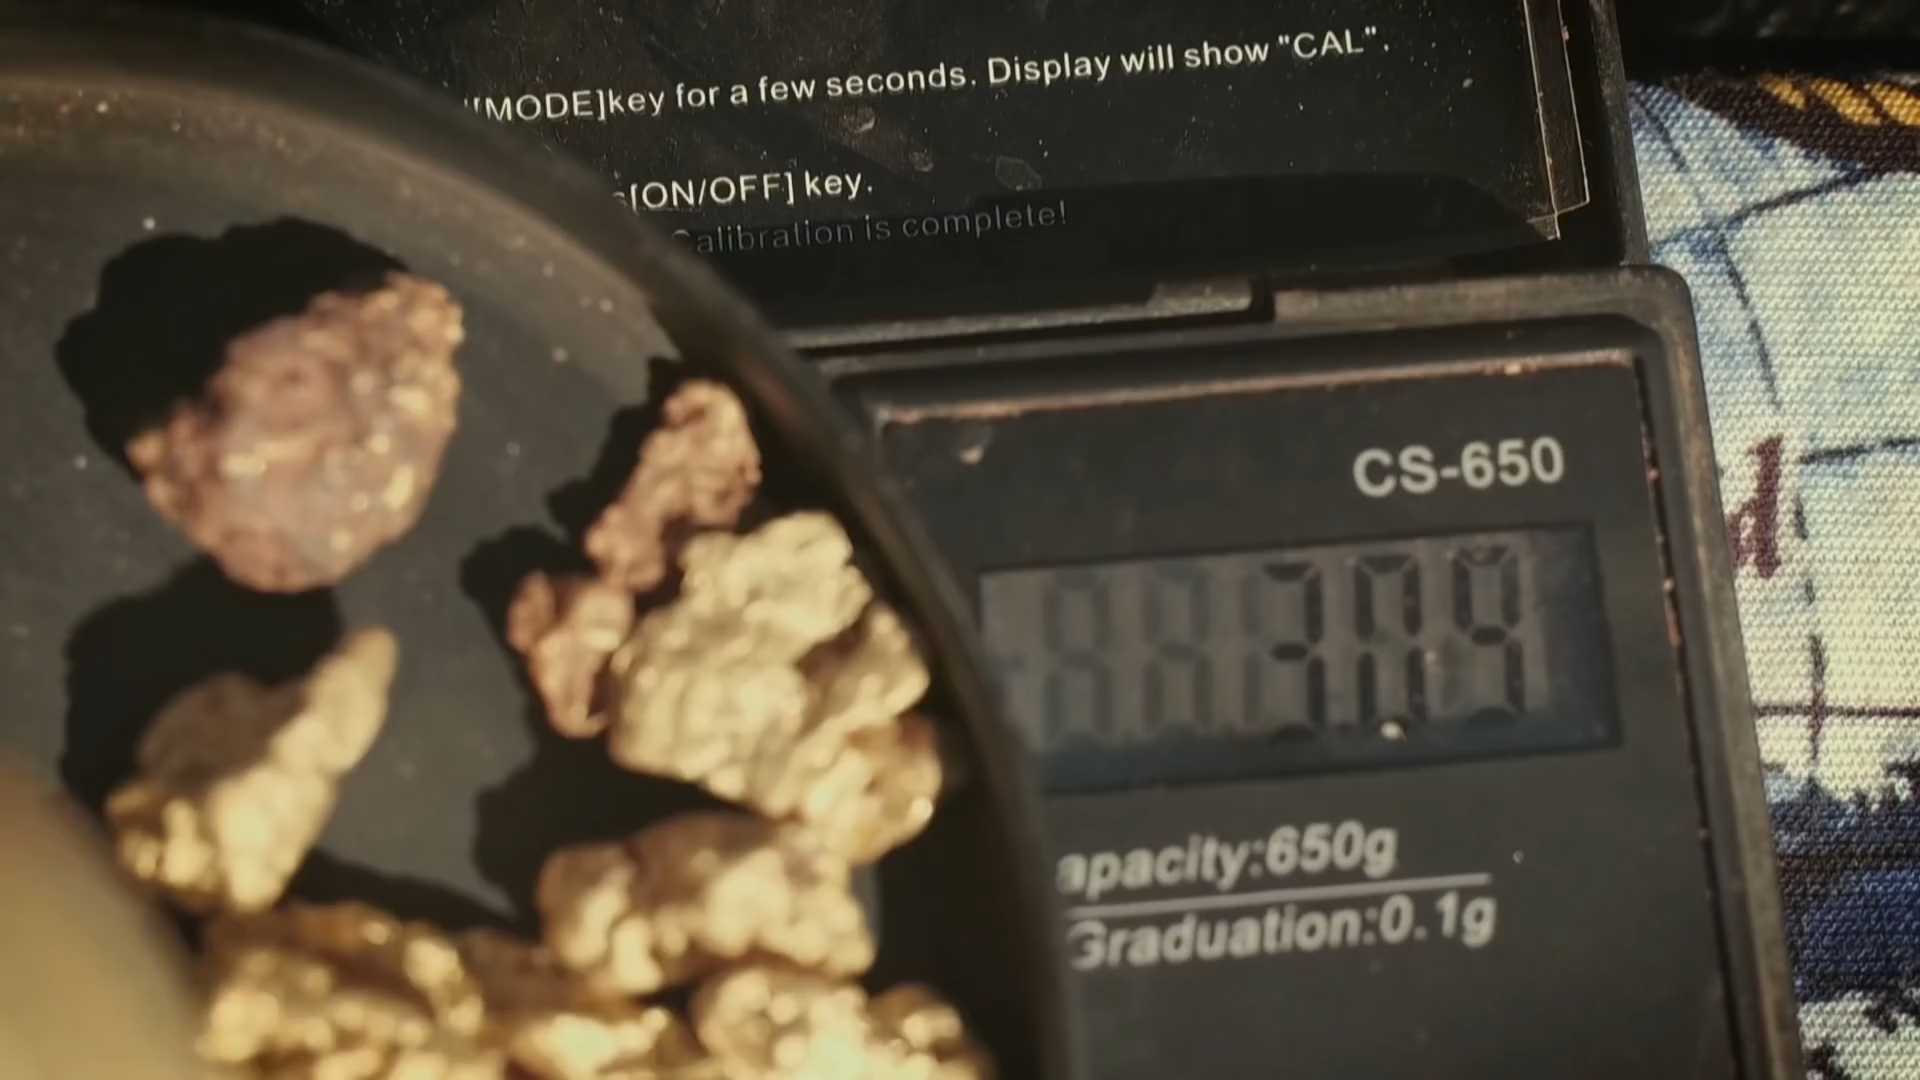 [MODE]key for a few seconds. Display will show "CAL".
[ON/OFF] key.
Calibration is complete!
CS-650
apacity:650g
Graduation:0.1g
d